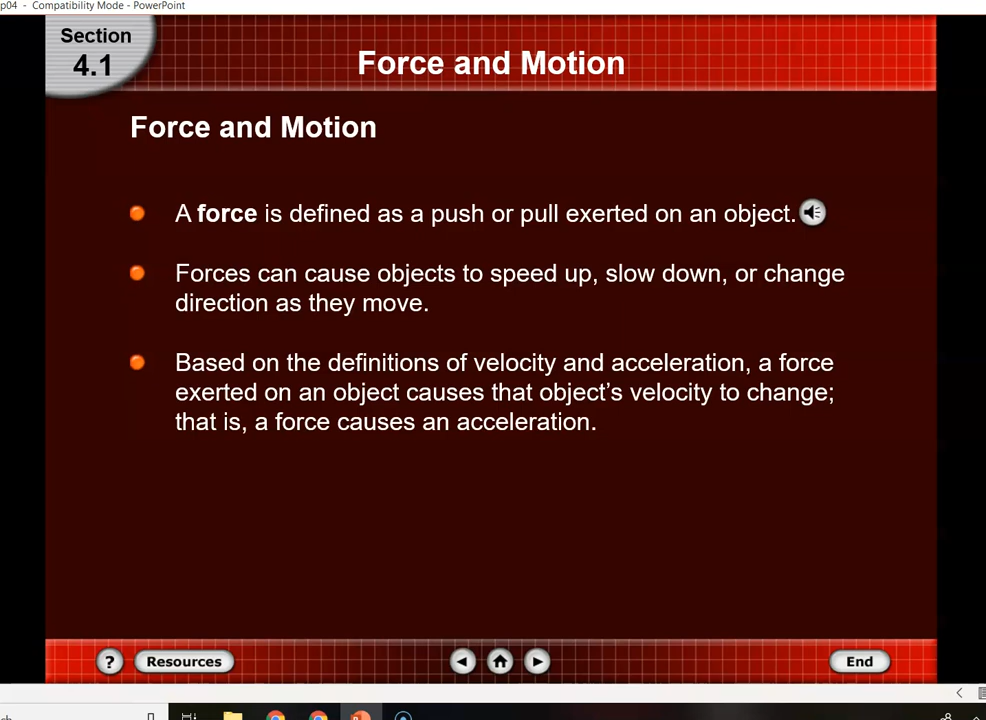 p04 - Compatibility Mode - PowerPoint
Section
4.1
Force and Motion
Force and Motion
A force is defined as a push or pull exerted on an object.
Forces can cause objects to speed up, slow down, or change
direction as they move.
Based on the definitions of velocity and acceleration, a force
exerted on an object causes that object’s velocity to change;
that is, a force causes an acceleration.
? Resources End